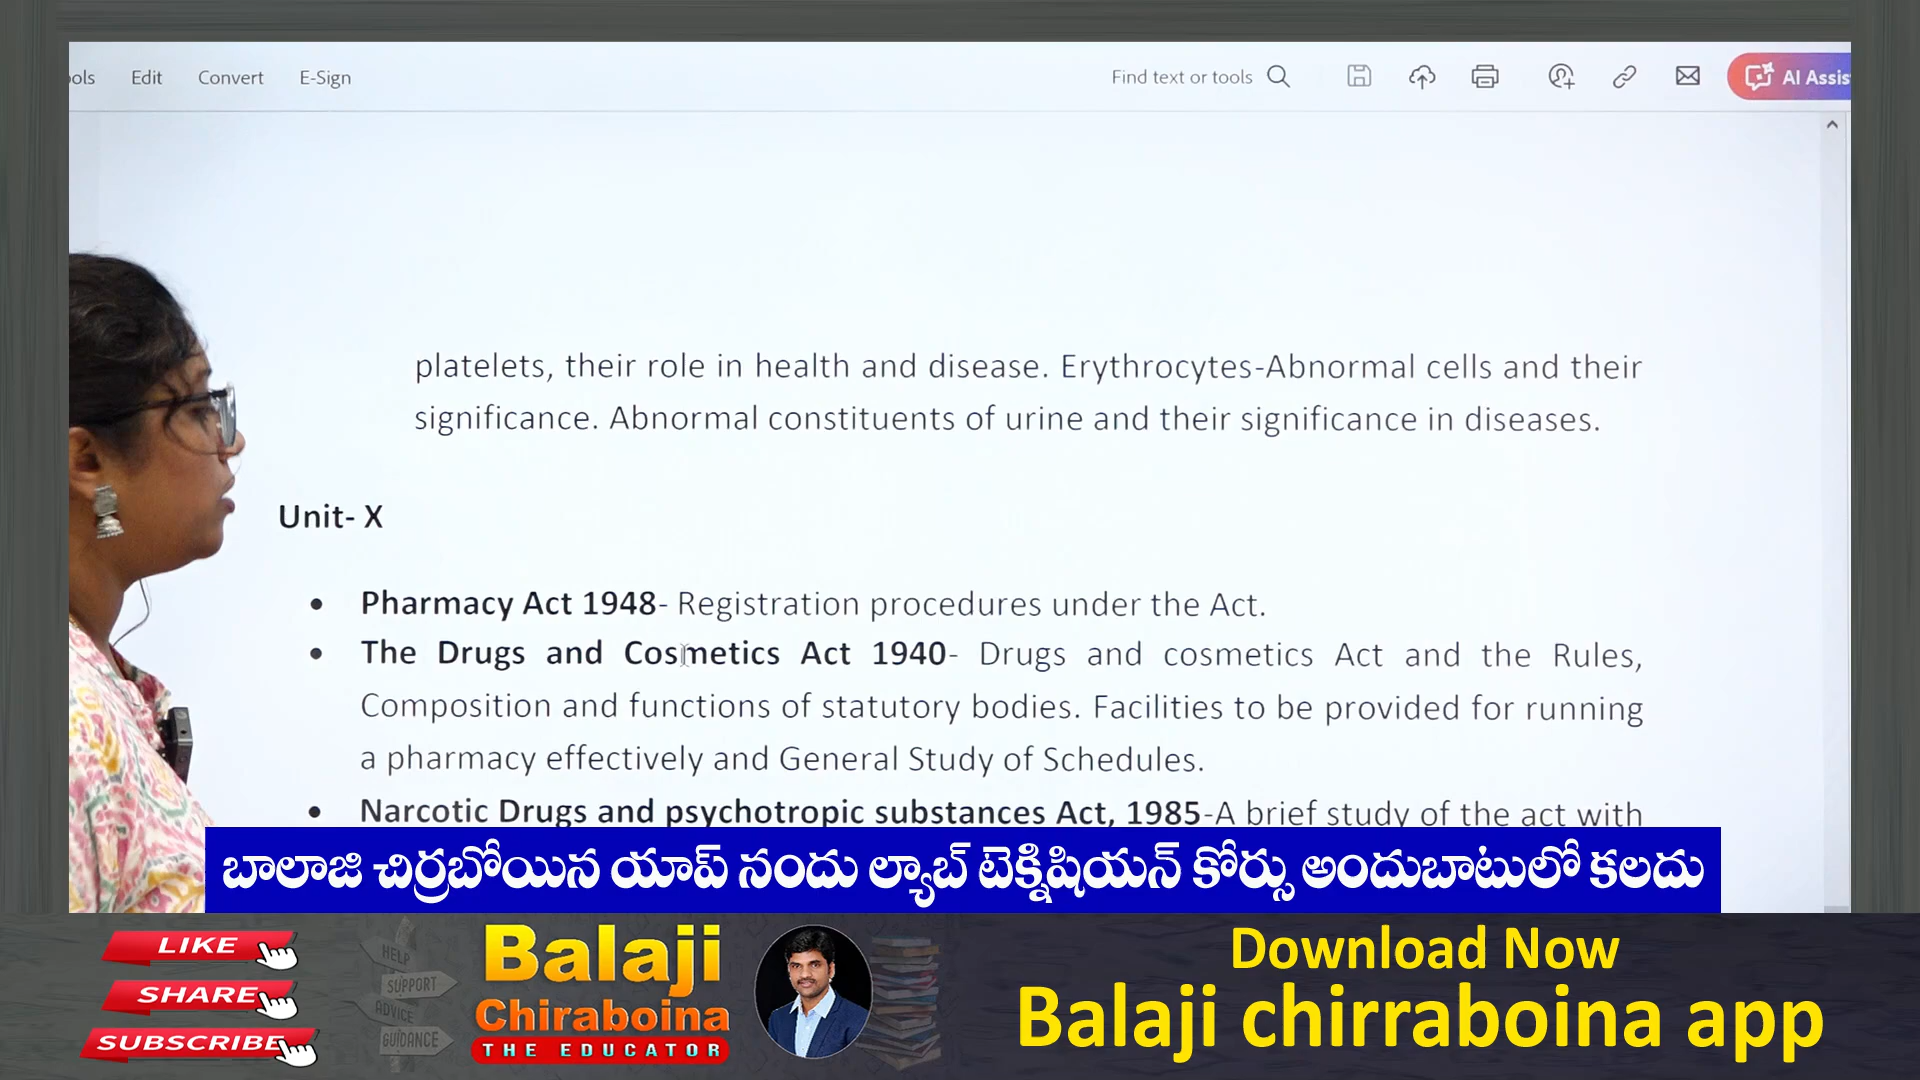 ols Edit Convert E-Sign Find text or tools AI Assis
platelets, their role in health and disease. Erythrocytes-Abnormal cells and their
significance. Abnormal constituents of urine and their significance in diseases.
Unit- X
• Pharmacy Act 1948- Registration procedures under the Act.
• The Drugs and Cosmetics Act 1940- Drugs and cosmetics Act and the Rules,
Composition and functions of statutory bodies. Facilities to be provided for running
a pharmacy effectively and General Study of Schedules.
• Narcotic Drugs and psychotropic substances Act, 1985-A brief study of the act with
బాలాజి చిర్రబోయిన యాప్ నందు ల్యాబ్ టెక్నిషియన్ కోర్సు అందుబాటులో కలదు
LIKE
SHARE
SUBSCRIBE
HELP
SUPPORT
ADVICE
GUIDANCE
Balaji
Chiraboina
THE EDUCATOR
Download Now
Balaji chirraboina app